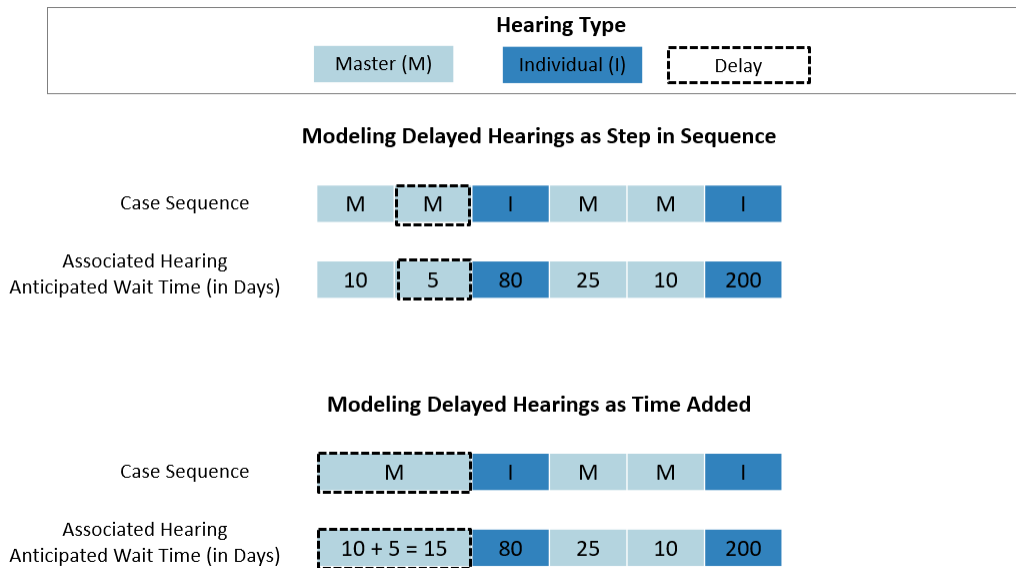 Hearing Type
Master (M) Individual (I) Delay
Modeling Delayed Hearings as Step in Sequence
Case Sequence M M I M M I
Associated Hearing
Anticipated Wait Time (in Days) 10 5 80 25 10 200
Modeling Delayed Hearings as Time Added
Case Sequence M I M M I
Associated Hearing
Anticipated Wait Time (in Days) 10 + 5 = 15 80 25 10 200